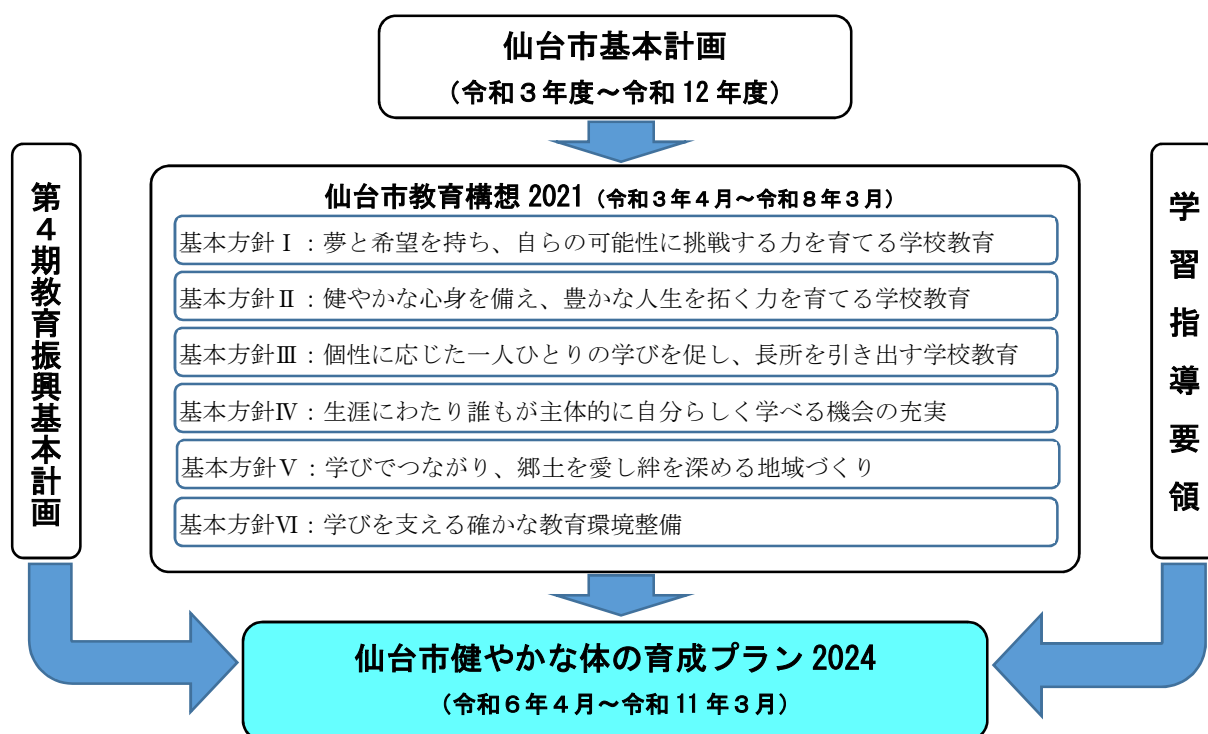 仙台市基本計画
（令和３年度～令和 12 年度）
第４期教育振興基本計画
仙台市教育構想 2021（令和３年４月～令和８年３月）
基本方針Ⅰ：夢と希望を持ち、自らの可能性に挑戦する力を育てる学校教育
基本方針Ⅱ：健やかな心身を備え、豊かな人生を拓く力を育てる学校教育
基本方針Ⅲ：個性に応じた一人ひとりの学びを促し、長所を引き出す学校教育
基本方針Ⅳ：生涯にわたり誰もが主体的に自分らしく学べる機会の充実
基本方針Ⅴ：学びでつながり、郷土を愛し絆を深める地域づくり
基本方針Ⅵ：学びを支える確かな教育環境整備
学習指導要領
仙台市健やかな体の育成プラン 2024
（令和６年４月～令和 11 年３月）